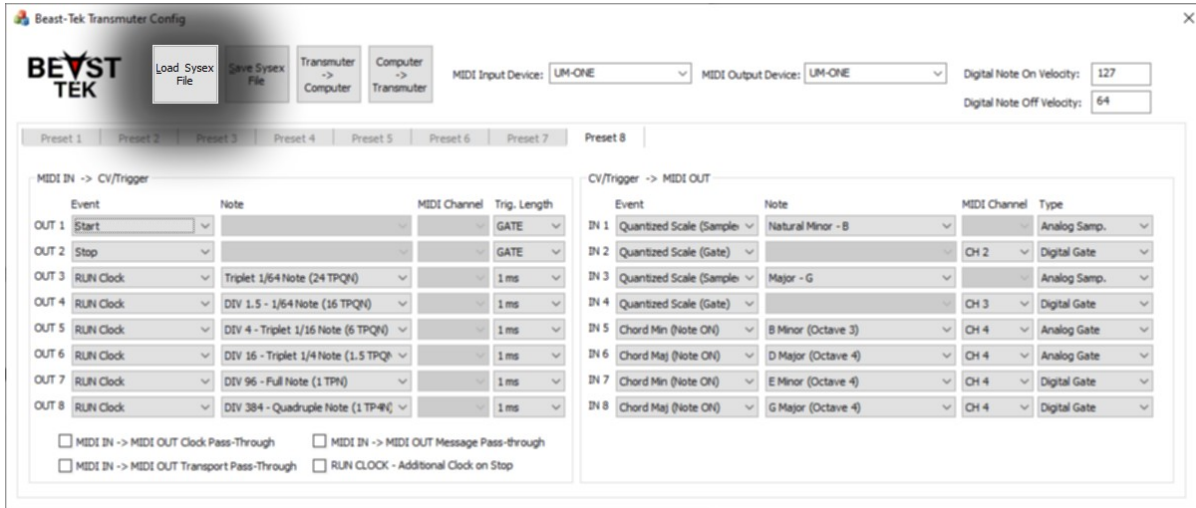 Beast-Tek Transmuter Config
BEAST TEK
Load Sysex File
Save Sysex File
Transmuter -> Computer
Computer -> Transmuter
MIDI Input Device: UM-ONE
MIDI Output Device: UM-ONE
Digital Note On Velocity: 127
Digital Note Off Velocity: 64
Preset 1 Preset 2 Preset 3 Preset 4 Preset 5 Preset 6 Preset 7 Preset 8
MIDI IN -> CV/Trigger
Event Note MIDI Channel Trig. Length
OUT 1 Start GATE
OUT 2 Stop GATE
OUT 3 RUN Clock Triplet 1/64 Note (24 TPQN) 1 ms
OUT 4 RUN Clock DIV 1.5 - 1/64 Note (16 TPQN) 1 ms
OUT 5 RUN Clock DIV 4 - Triplet 1/16 Note (6 TPQN) 1 ms
OUT 6 RUN Clock DIV 16 - Triplet 1/4 Note (1.5 TPQN 1 ms
OUT 7 RUN Clock DIV 96 - Full Note (1 TPN) 1 ms
OUT 8 RUN Clock DIV 384 - Quadruple Note (1 TP4N) 1 ms
MIDI IN -> MIDI OUT Clock Pass-Through
MIDI IN -> MIDI OUT Message Pass-through
MIDI IN -> MIDI OUT Transport Pass-Through
RUN CLOCK - Additional Clock on Stop
CV/Trigger -> MIDI OUT
Event Note MIDI Channel Type
IN 1 Quantized Scale (Sample Natural Minor - B Analog Samp.
IN 2 Quantized Scale (Gate) CH 2 Digital Gate
IN 3 Quantized Scale (Sample Major - G Analog Samp.
IN 4 Quantized Scale (Gate) CH 3 Digital Gate
IN 5 Chord Min (Note ON) B Minor (Octave 3) CH 4 Analog Gate
IN 6 Chord Maj (Note ON) D Major (Octave 4) CH 4 Analog Gate
IN 7 Chord Min (Note ON) E Minor (Octave 4) CH 4 Digital Gate
IN 8 Chord Maj (Note ON) G Major (Octave 4) CH 4 Digital Gate